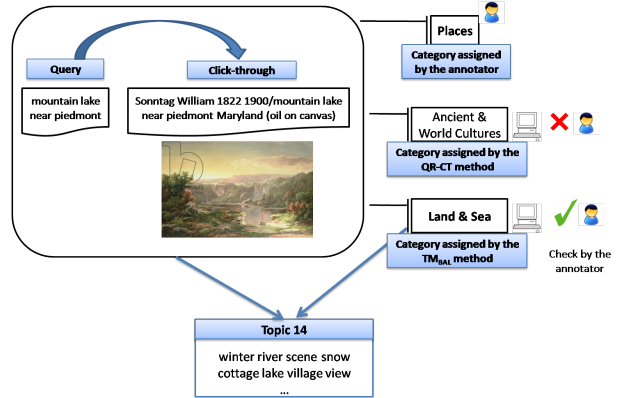 Places
Query
Click-through
Category assigned
by the annotator
mountain lake
near piedmont
Sonntag William 1822 1900/mountain lake
near piedmont Maryland (oil on canvas)
Ancient &
World Cultures
Category assigned by the
QR-CT method
Land & Sea
Category assigned by the
TMBAL method
Check by the
annotator
Topic 14
winter river scene snow
cottage lake village view
...